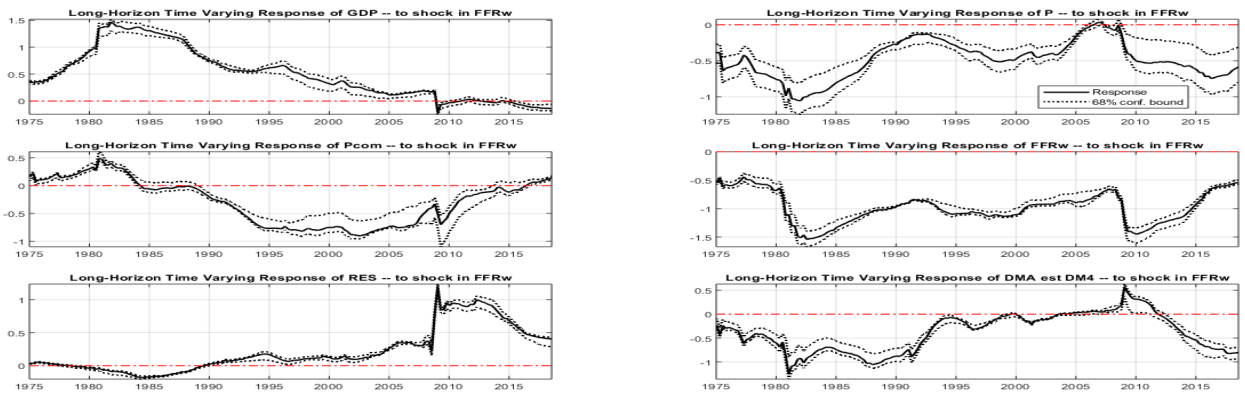 Long-Horizon Time Varying Response of GDP -- to shock in FFRw
1.5
1
0.5
0
1975 1980 1985 1990 1995 2000 2005 2010 2015
Long-Horizon Time Varying Response of P -- to shock in FFRw
0
-0.5
-1
Response
68% conf. bound
1975 1980 1985 1990 1995 2000 2005 2010 2015
Long-Horizon Time Varying Response of Pcom -- to shock in FFRw
0.5
0
-0.5
-1
1975 1980 1985 1990 1995 2000 2005 2010 2015
Long-Horizon Time Varying Response of FFRw -- to shock in FFRw
0
-0.5
-1
-1.5
1975 1980 1985 1990 1995 2000 2005 2010 2015
Long-Horizon Time Varying Response of RES -- to shock in FFRw
1
0.5
0
1975 1980 1985 1990 1995 2000 2005 2010 2015
Long-Horizon Time Varying Response of DMA est DM4 -- to shock in FFRw
0.5
0
-0.5
-1
1975 1980 1985 1990 1995 2000 2005 2010 2015